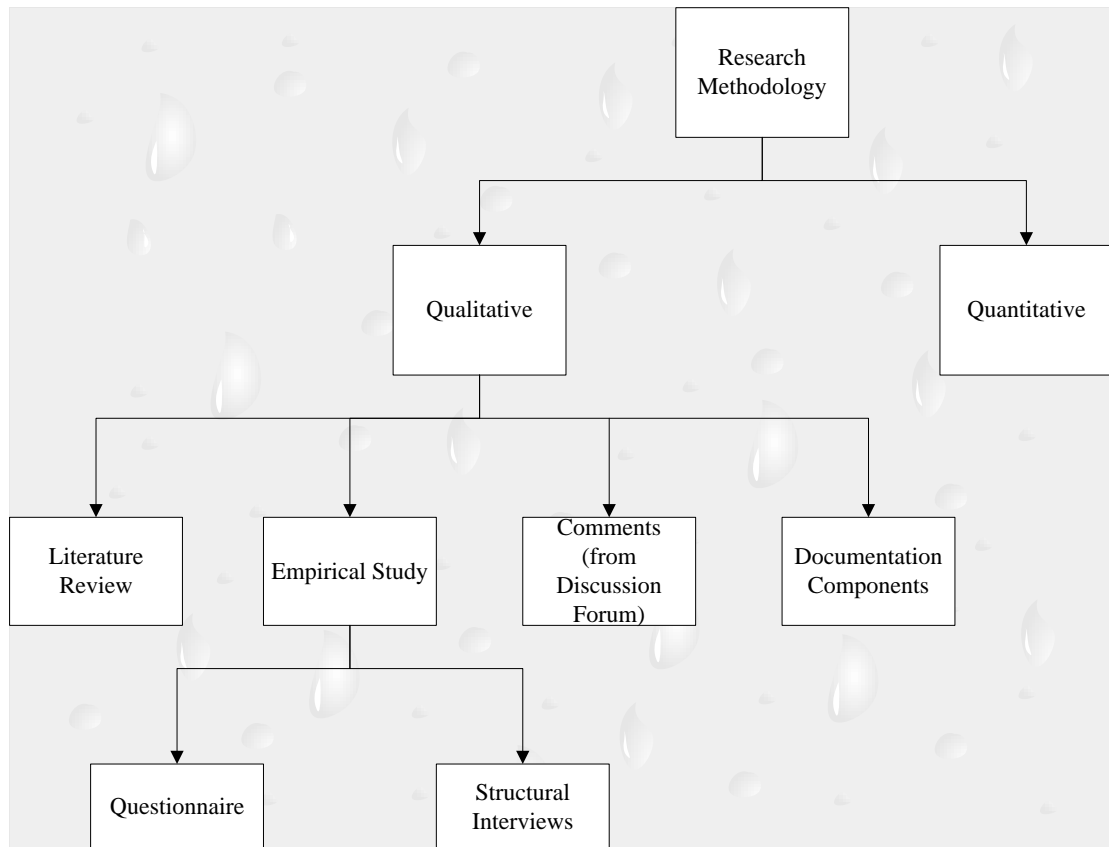 Research
Methodology
Qualitative
Quantitative
Literature
Review
Empirical Study
Comments
(from
Discussion
Forum)
Documentation
Components
Questionnaire
Structural
Interviews